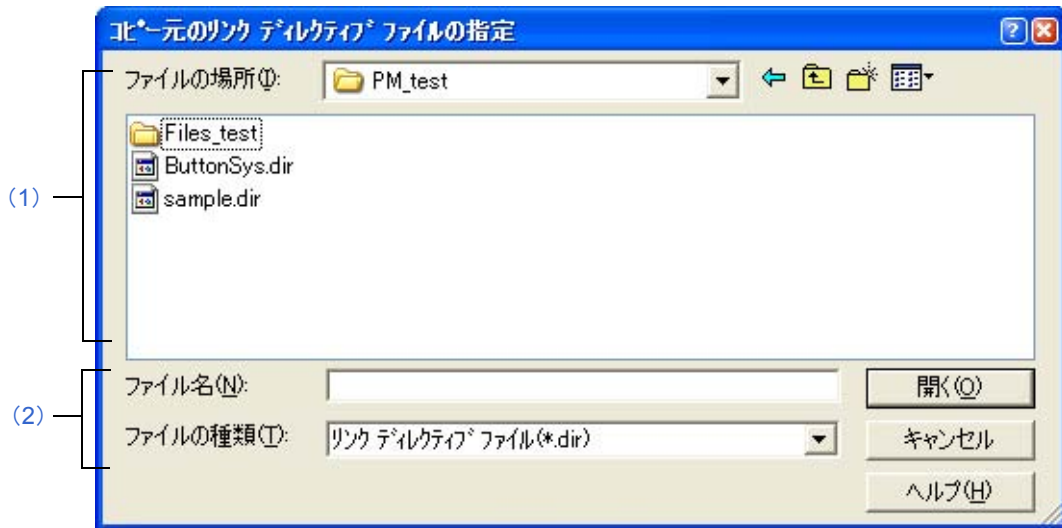 コピー元のリンク ディレクティブ ファイルの指定
ファイルの場所(I):
PM_test
(1)
Files_test
ButtonSys.dir
sample.dir
(2)
ファイル名(N):
開く(O)
ファイルの種類(T):
リンク ディレクティブ ファイル(*.dir)
キャンセル
ヘルプ(H)